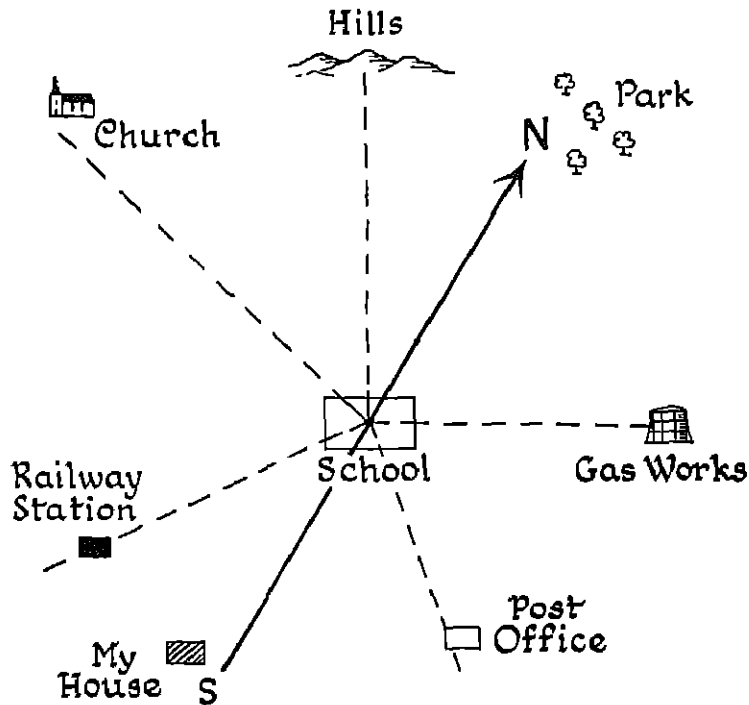 Hills
Park
N
Church
School
Gas Works
Railway
Station
Post
Office
My
House
S